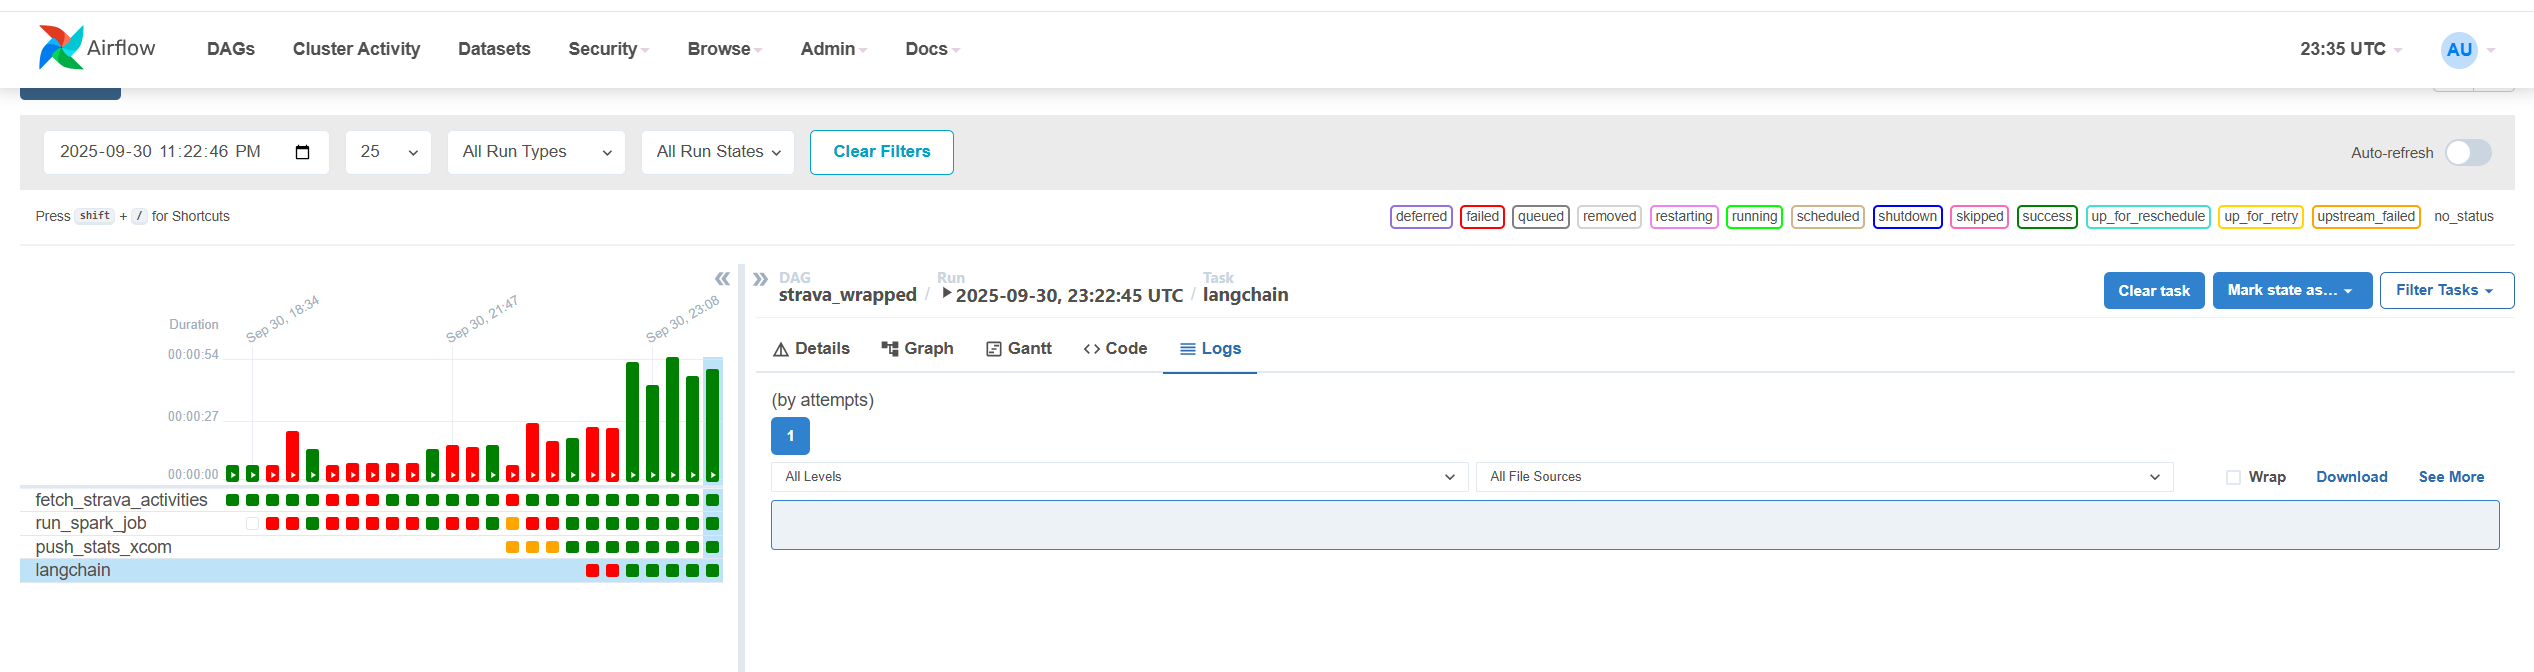 Airflow DAGs Cluster Activity Datasets Security Browse Admin Docs 23:35 UTC AU
2025-09-30 11:22:46 PM 25 All Run Types All Run States Clear Filters Auto-refresh
Press shift + / for Shortcuts deferred failed queued removed restarting running scheduled shutdown skipped success up_for_reschedule up_for_retry upstream_failed no_status
DAG Run Task
strava_wrapped / 2025-09-30, 23:22:45 UTC / langchain
Clear task Mark state as... Filter Tasks
Sep 30, 18:34 Sep 30, 21:47 Sep 30, 23:08
Duration
00:00:54
00:00:27
00:00:00
fetch_strava_activities
run_spark_job
push_stats_xcom
langchain
Details Graph Gantt Code Logs
(by attempts)
1
All Levels All File Sources Wrap Download See More